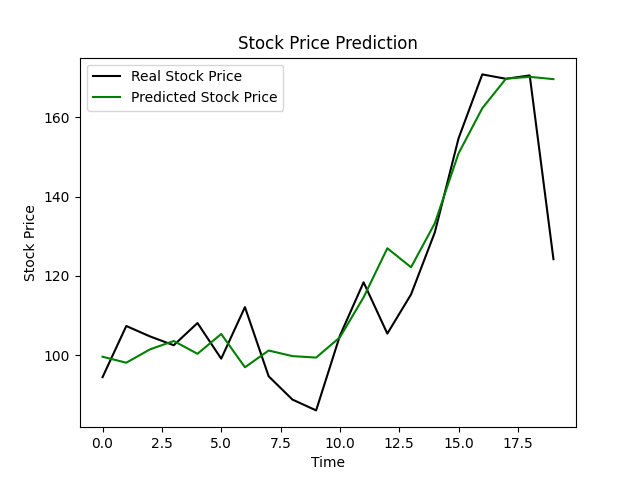 Stock Price Prediction
Real Stock Price
Predicted Stock Price
Stock Price
160
140
120
100
0.0 2.5 5.0 7.5 10.0 12.5 15.0 17.5
Time